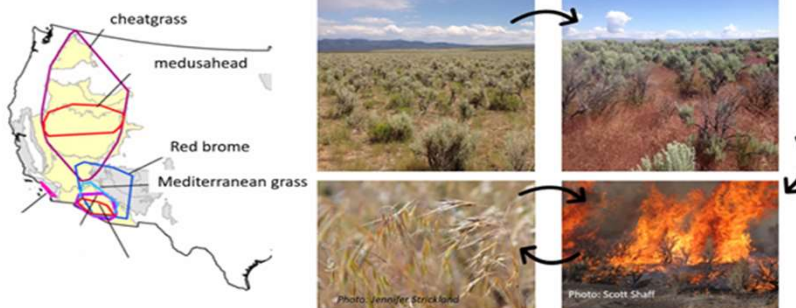 cheatgrass
medusahead
Red brome
Mediterranean grass
Photo: Jennifer Strickland
Photo: Scott Shaff